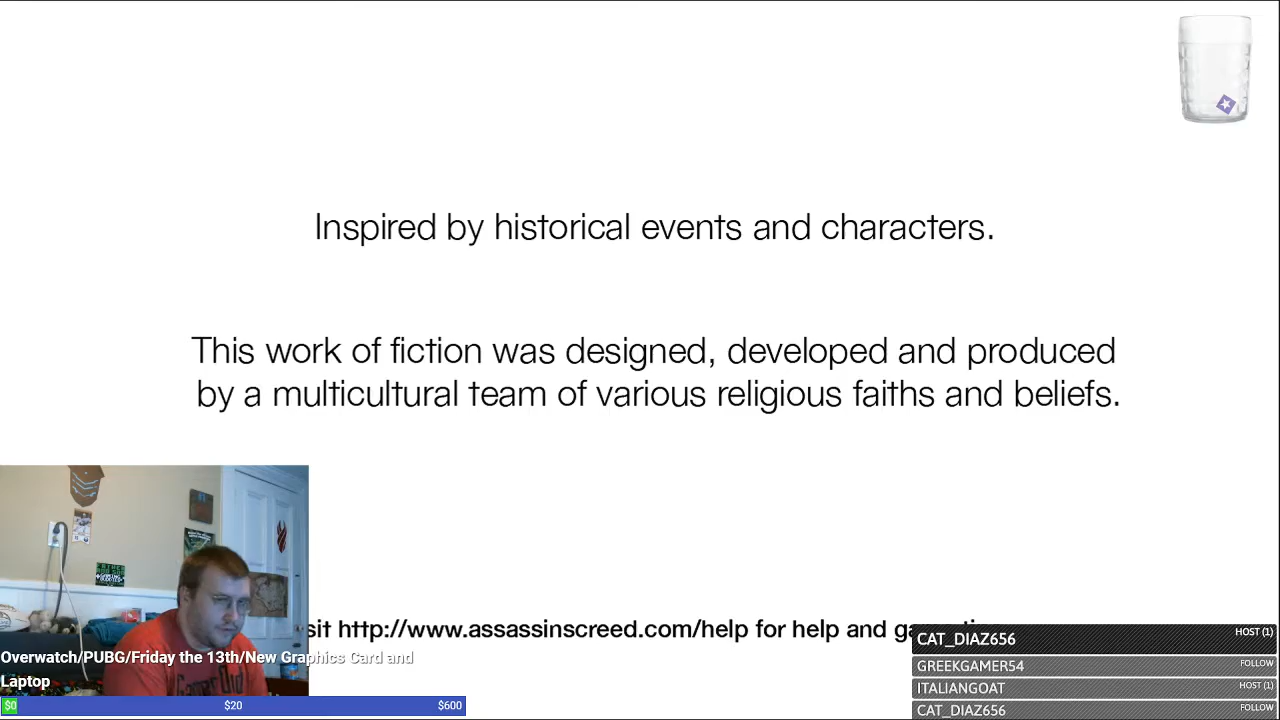 Inspired by historical events and characters.
This work of fiction was designed, developed and produced
by a multicultural team of various religious faiths and beliefs.
http://www.assassinscreed.com/help for help and
Overwatch/PUBG/Friday the 13th/New Graphics Card and
Laptop
$0 $20 $600
CAT_DIAZ656 HOST (1)
GREEKGAMER54 FOLLOW
ITALIANGOAT HOST (1)
CAT_DIAZ656 FOLLOW